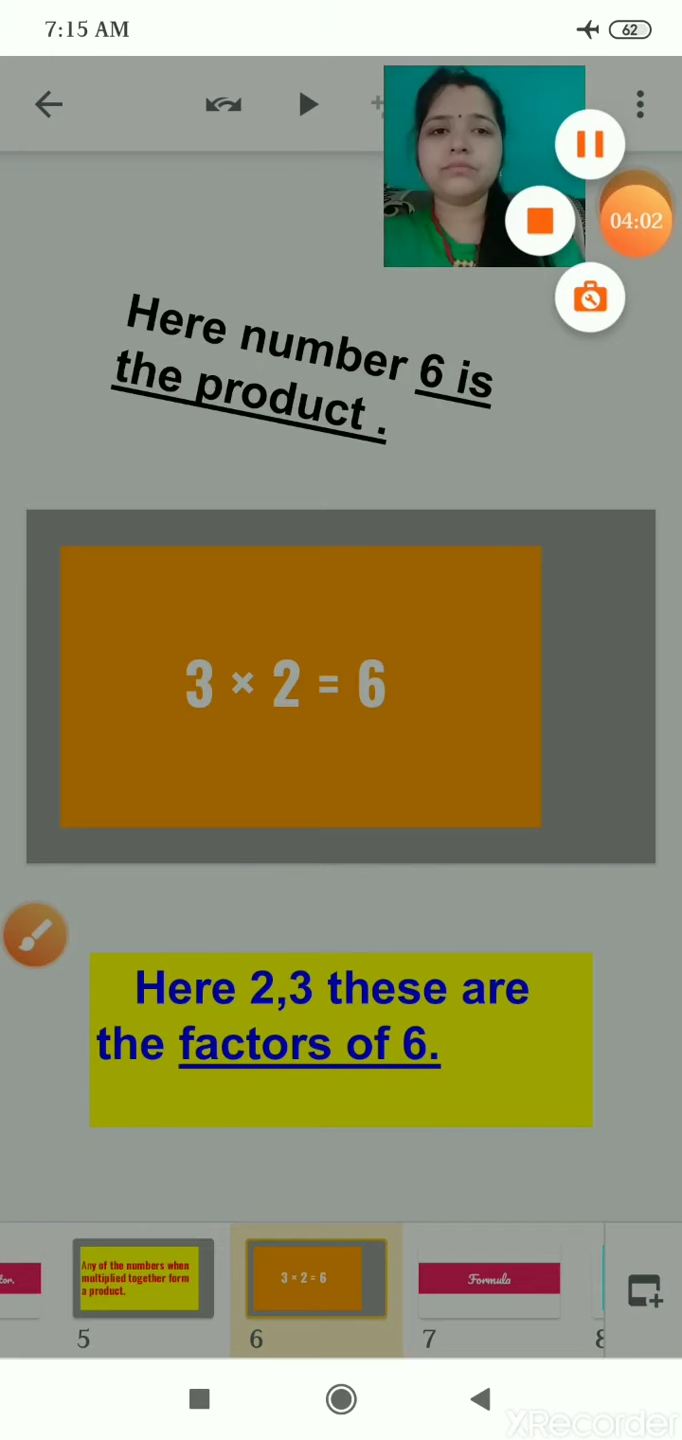 7:15 AM
62
04:02
Here number 6 is
the product .
3 × 2 = 6
Here 2,3 these are
the factors of 6.
tor.
Any of the numbers when
multiplied together form
a product.
3 × 2 = 6
Formula
5
6
7
8
XRecorder